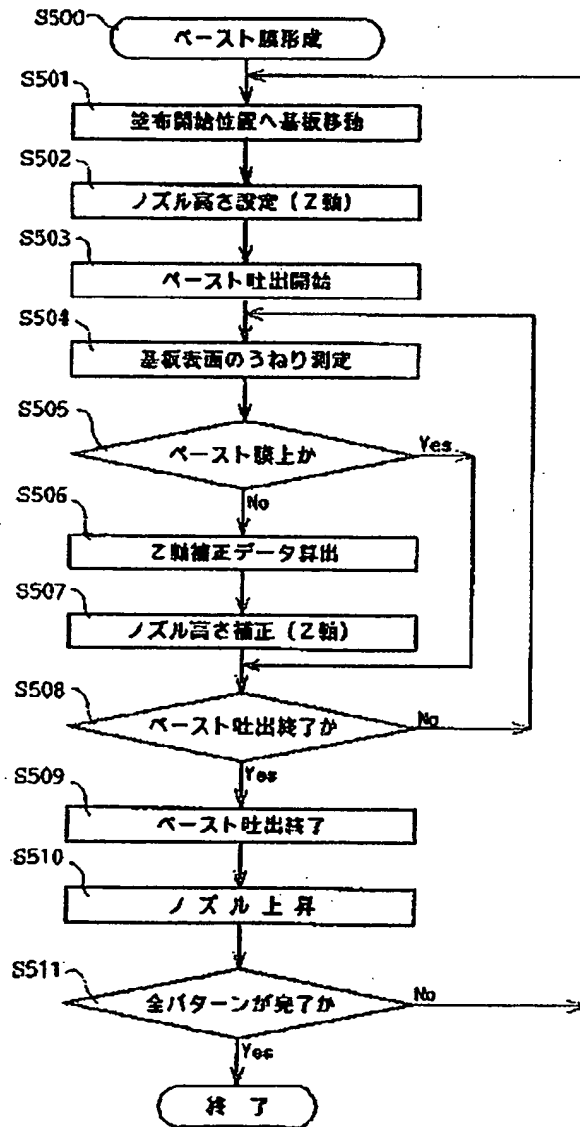 S500
ペースト膜形成
S501
塗布開始位置へ基板移動
S502
ノズル高さ設定(Z軸)
S503
ペースト吐出開始
S504
基板表面のうねり測定
S505
ペースト膜上か
Yes
No
S506
Z軸補正データ算出
S507
ノズル高さ補正(Z軸)
S508
ペースト吐出終了か
No
Yes
S509
ペースト吐出終了
S510
ノズル上昇
S511
全パターンが完了か
No
Yes
終了